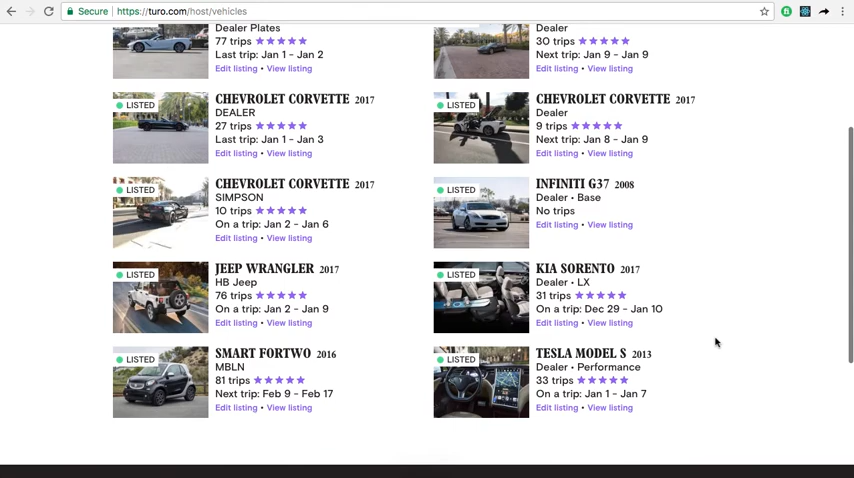 Secure https://turo.com/host/vehicles
Dealer Plates
77 trips
Last trip: Jan 1 - Jan 2
Edit listing • View listing
Dealer
30 trips
Next trip: Jan 9 - Jan 9
Edit listing • View listing
LISTED
CHEVROLET CORVETTE 2017
DEALER
27 trips
Last trip: Jan 1 - Jan 3
Edit listing • View listing
LISTED
CHEVROLET CORVETTE 2017
Dealer
9 trips
Next trip: Jan 8 - Jan 9
Edit listing • View listing
LISTED
CHEVROLET CORVETTE 2017
SIMPSON
10 trips
On a trip: Jan 2 - Jan 6
Edit listing • View listing
LISTED
INFINITI G37 2008
Dealer • Base
No trips
Edit listing • View listing
LISTED
JEEP WRANGLER 2017
HB Jeep
76 trips
On a trip: Jan 2 - Jan 9
Edit listing • View listing
LISTED
KIA SORENTO 2017
Dealer • LX
31 trips
On a trip: Dec 29 - Jan 10
Edit listing • View listing
LISTED
SMART FORTWO 2016
MBLN
81 trips
Next trip: Feb 9 - Feb 17
Edit listing • View listing
LISTED
TESLA MODEL S 2013
Dealer • Performance
33 trips
On a trip: Jan 1 - Jan 7
Edit listing • View listing